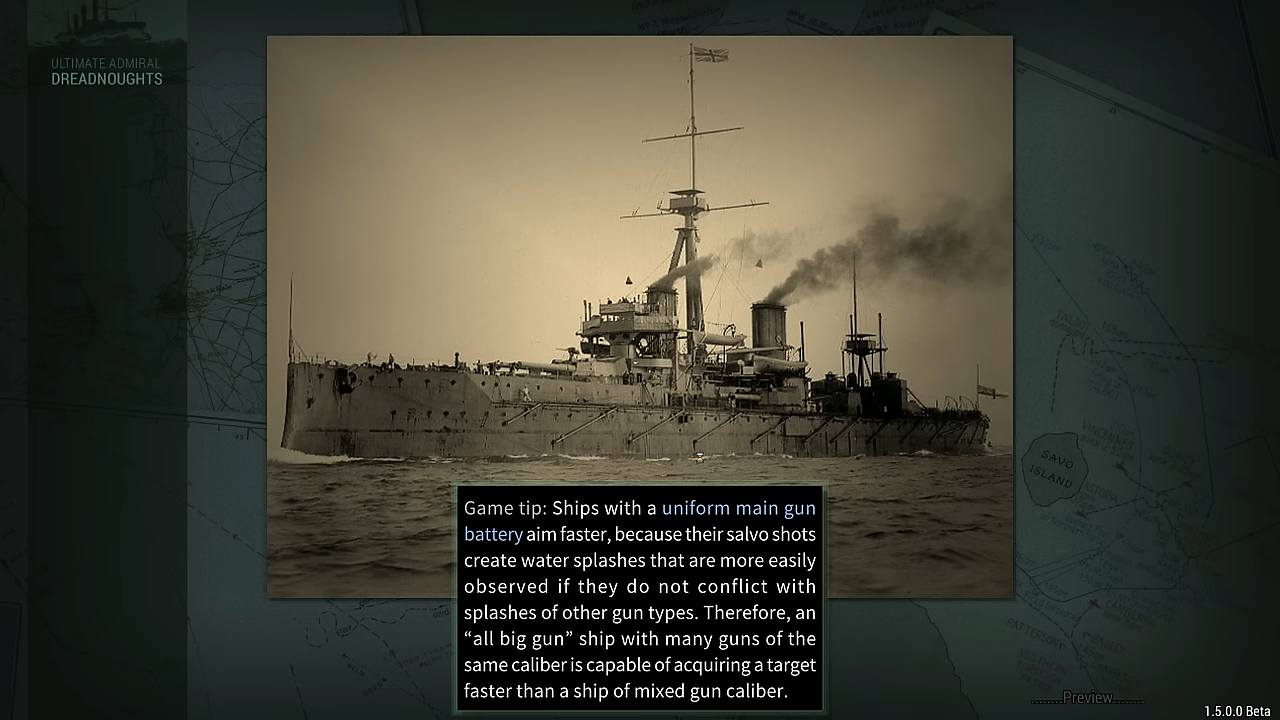 ULTIMATE ADMIRAL
DREADNOUGHTS
SAVO
ISLAND
Game tip: Ships with a uniform main gun
battery aim faster, because their salvo shots
create water splashes that are more easily
observed if they do not conflict with
splashes of other gun types. Therefore, an
“all big gun” ship with many guns of the
same caliber is capable of acquiring a target
faster than a ship of mixed gun caliber.
........Preview........
1.5.0.0 Beta